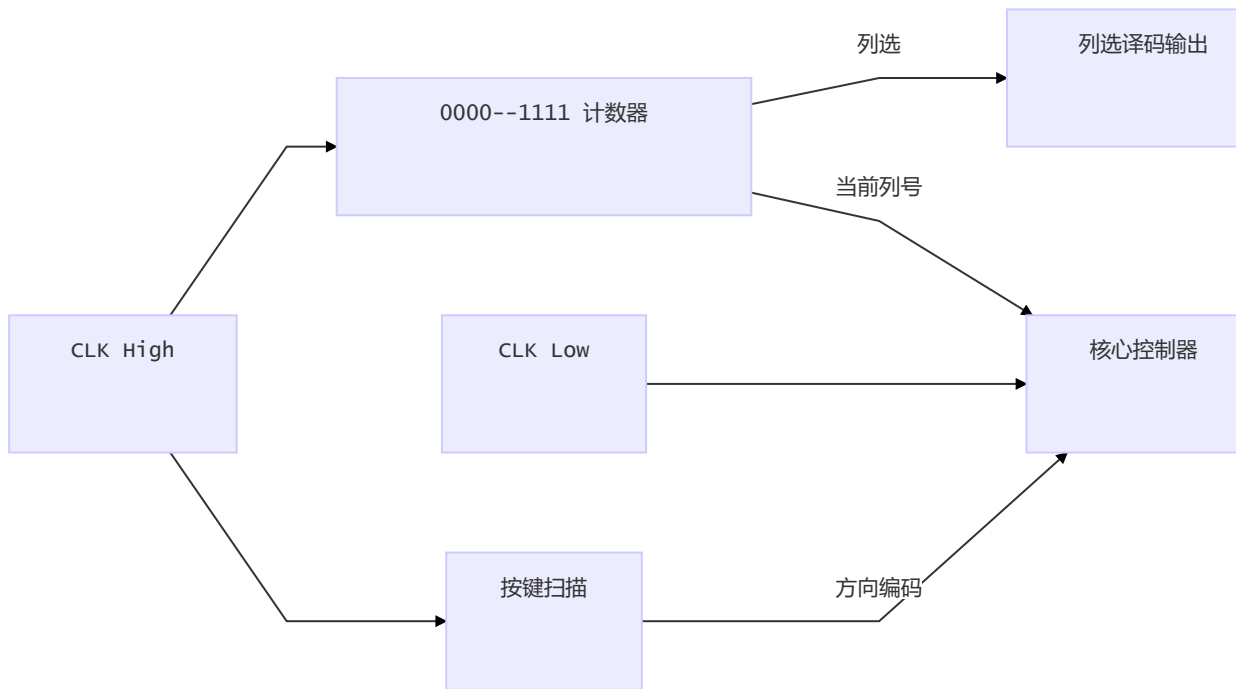 列选
列选译码输出
0000--1111 计数器
当前列号
CLK High
CLK Low
核心控制器
按键扫描
方向编码